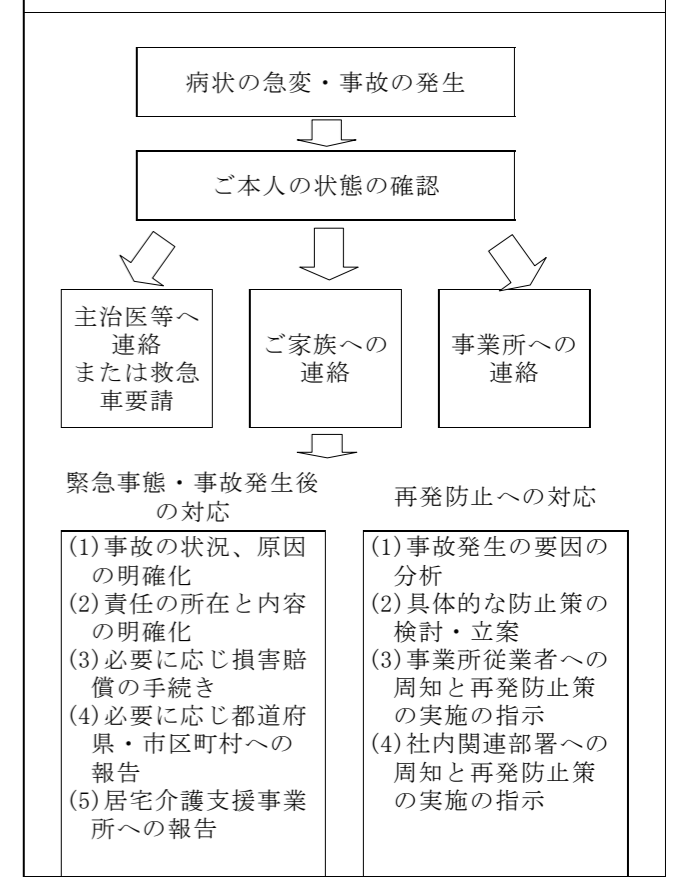 病状の急変・事故の発生
ご本人の状態の確認
主治医等へ
連絡
または救急
車要請
ご家族への
連絡
事業所への
連絡
緊急事態・事故発生後
の対応
(1)事故の状況、原因
の明確化
(2)責任の所在と内容
の明確化
(3)必要に応じ損害賠
償の手続き
(4)必要に応じ都道府
県・市区町村への
報告
(5)居宅介護支援事業
所への報告
再発防止への対応
(1)事故発生の要因の
分析
(2)具体的な防止策の
検討・立案
(3)事業所従業者への
周知と再発防止策
の実施の指示
(4)社内関連部署への
周知と再発防止策
の実施の指示